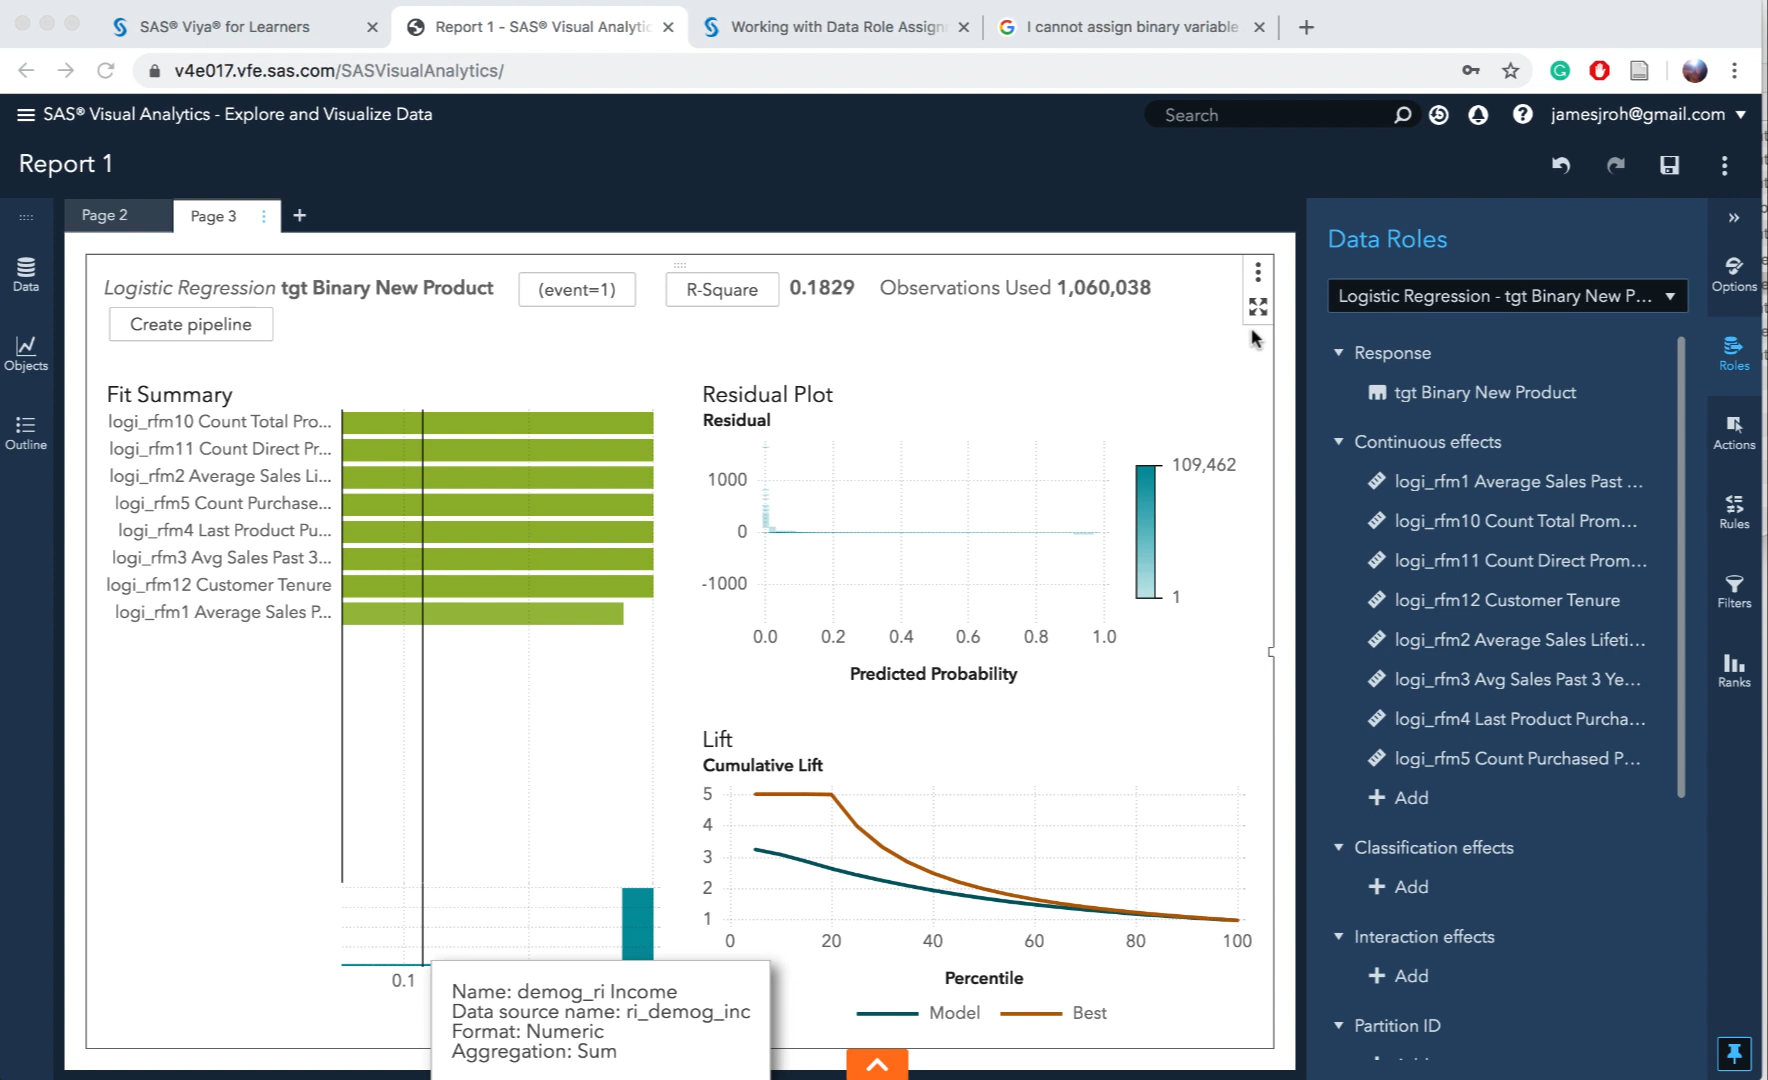 SAS® Viya® for Learners
Report 1 - SAS® Visual Analytic
Working with Data Role Assign
I cannot assign binary variable
v4e017.vfe.sas.com/SASVisualAnalytics/
SAS® Visual Analytics - Explore and Visualize Data
Search
jamesjroh@gmail.com
Report 1
Page 2
Page 3
Data
Objects
Outline
Logistic Regression tgt Binary New Product
(event=1)
R-Square
0.1829
Observations Used 1,060,038
Create pipeline
Fit Summary
logi_rfm10 Count Total Pro...
logi_rfm11 Count Direct Pr...
logi_rfm2 Average Sales Li...
logi_rfm5 Count Purchase...
logi_rfm4 Last Product Pu...
logi_rfm3 Avg Sales Past 3...
logi_rfm12 Customer Tenure
logi_rfm1 Average Sales P...
0.1
Name: demog_ri Income
Data source name: ri_demog_inc
Format: Numeric
Aggregation: Sum
Residual Plot
Residual
1000
0
-1000
0.0 0.2 0.4 0.6 0.8 1.0
Predicted Probability
109,462
1
Lift
Cumulative Lift
5
4
3
2
1
0 20 40 60 80 100
Percentile
Model
Best
Data Roles
Logistic Regression - tgt Binary New P...
Response
tgt Binary New Product
Continuous effects
logi_rfm1 Average Sales Past ...
logi_rfm10 Count Total Prom...
logi_rfm11 Count Direct Prom...
logi_rfm12 Customer Tenure
logi_rfm2 Average Sales Lifeti...
logi_rfm3 Avg Sales Past 3 Ye...
logi_rfm4 Last Product Purcha...
logi_rfm5 Count Purchased P...
Add
Classification effects
Add
Interaction effects
Add
Partition ID
Options
Roles
Actions
Rules
Filters
Ranks